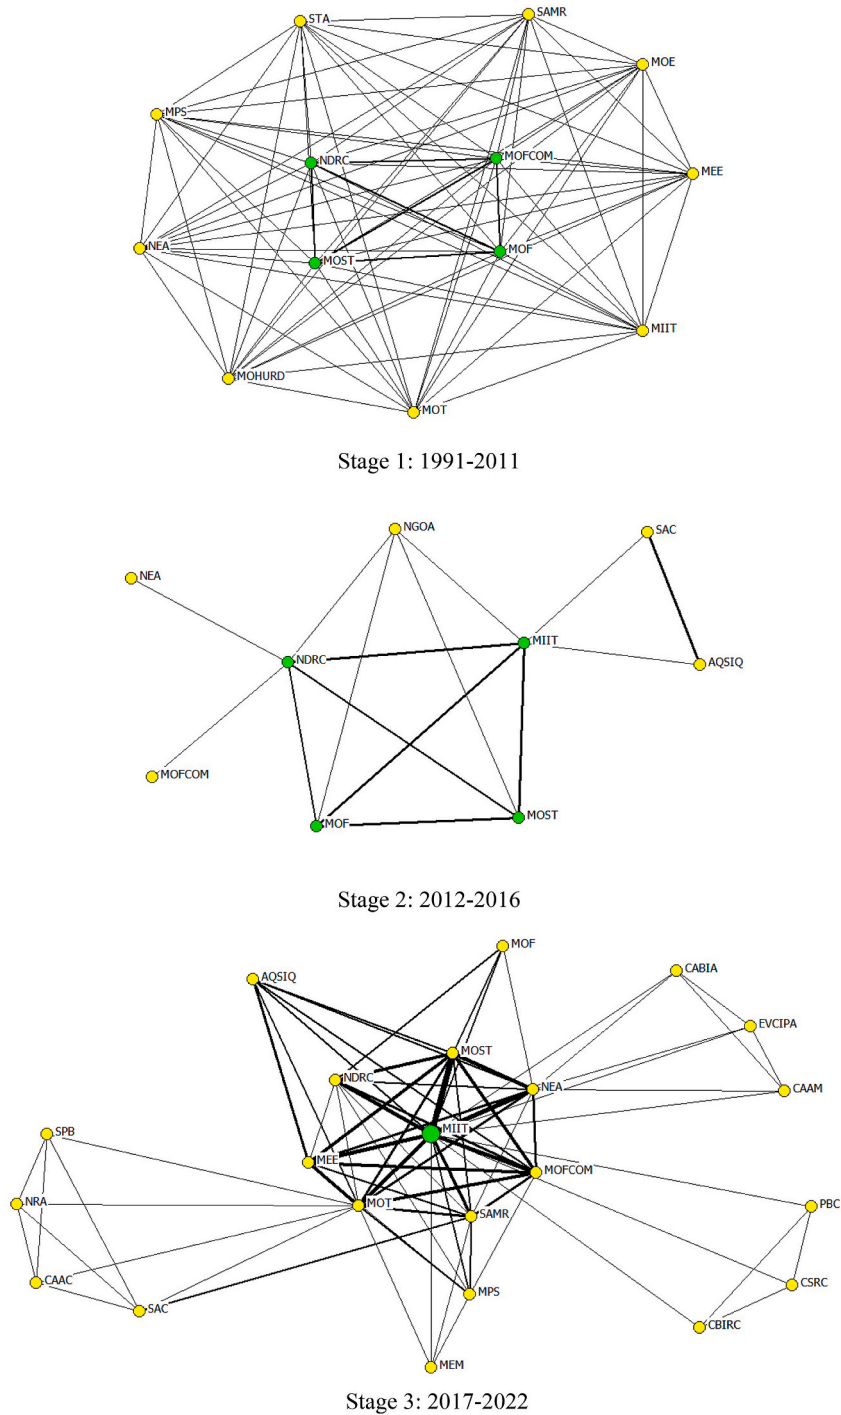 STA
SAMR
MOE
MPS
NDRC
MOFCOM
MEE
NEA
MOST
MOF
MIIT
MOHURD
MOT
Stage 1: 1991-2011
NGOA
SAC
NEA
MIIT
NDRC
AQSIQ
MOFCOM
MOF
MOST
Stage 2: 2012-2016
MOF
AQSIQ
CABIA
EVCIPA
MOST
NDRC
NEA
CAAM
MIIT
SPB
MEE
MOFCOM
NRA
MOT
SAMR
PBC
CAAC
CSRC
SAC
MPS
CBIRC
MEM
Stage 3: 2017-2022